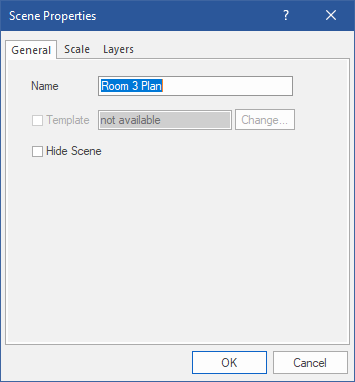 Scene Properties ?
General Scale Layers
Name Room 3 Plan
Template not available Change...
Hide Scene
OK Cancel